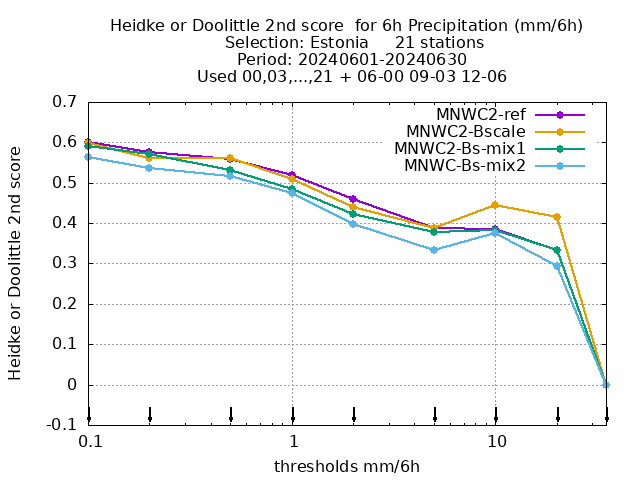 Heidke or Doolittle 2nd score  for 6h Precipitation (mm/6h)
Selection: Estonia     21 stations
Period: 20240601-20240630
Used 00,03,...,21 + 06-00 09-03 12-06
MNWC2-ref
MNWC2-Bscale
MNWC2-Bs-mix1
MNWC-Bs-mix2
Heidke or Doolittle 2nd score
0.7
0.6
0.5
0.4
0.3
0.2
0.1
0
-0.1
0.1
1
10
thresholds mm/6h